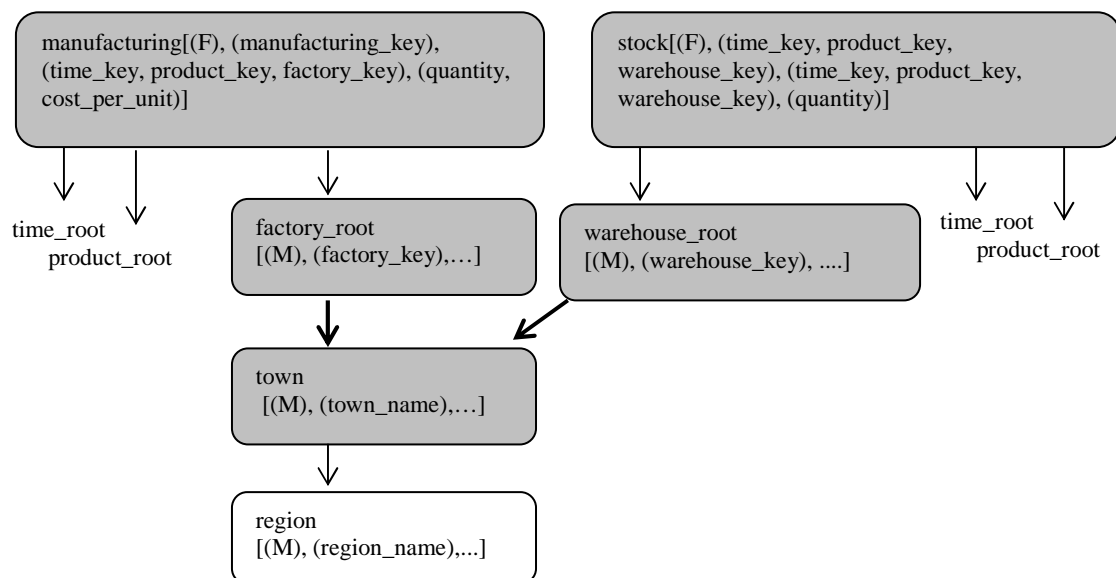 manufacturing[(F), (manufacturing_key),
(time_key, product_key, factory_key), (quantity,
cost_per_unit)]
stock[(F), (time_key, product_key,
warehouse_key), (time_key, product_key,
warehouse_key), (quantity)]
time_root
product_root
factory_root
[(M), (factory_key),…]
warehouse_root
[(M), (warehouse_key), ....]
time_root
product_root
town
[(M), (town_name),…]
region
[(M), (region_name),...]